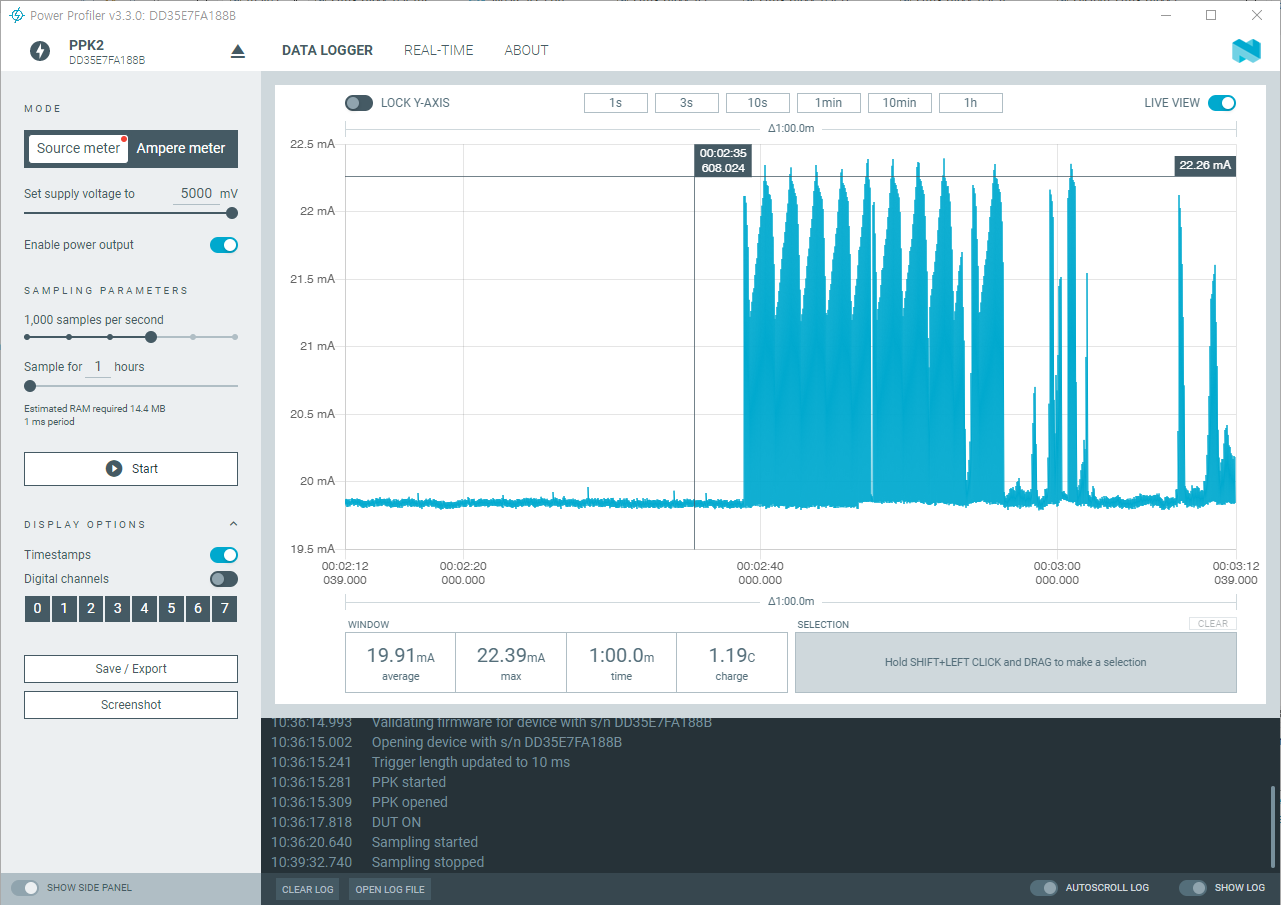 Power Profiler v3.3.0: DD35E7FA188B
PPK2
DD35E7FA188B
DATA LOGGER REAL-TIME ABOUT
MODE
Source meter Ampere meter
Set supply voltage to 5000 mV
Enable power output
SAMPLING PARAMETERS
1,000 samples per second
Sample for 1 hours
Estimated RAM required 14.4 MB
1 ms period
Start
DISPLAY OPTIONS
Timestamps
Digital channels
0 1 2 3 4 5 6 7
Save / Export
Screenshot
SHOW SIDE PANEL
LOCK Y-AXIS 1s 3s 10s 1min 10min 1h LIVE VIEW
Δ1:00.0m
22.5 mA
22 mA
21.5 mA
21 mA
20.5 mA
20 mA
19.5 mA
00:02:35
608.024
22.26 mA
00:02:12 00:02:20 00:02:40 00:03:00 00:03:12
039.000 000.000 000.000 000.000 039.000
Δ1:00.0m
WINDOW SELECTION CLEAR
19.91mA 22.39mA 1:00.0m 1.19C
average max time charge
Hold SHIFT+LEFT CLICK and DRAG to make a selection
10:36:14.993 Validating firmware for device with s/n DD35E7FA188B
10:36:15.002 Opening device with s/n DD35E7FA188B
10:36:15.241 Trigger length updated to 10 ms
10:36:15.281 PPK started
10:36:15.309 PPK opened
10:36:17.818 DUT ON
10:36:20.640 Sampling started
10:39:32.740 Sampling stopped
CLEAR LOG OPEN LOG FILE AUTOSCROLL LOG SHOW LOG